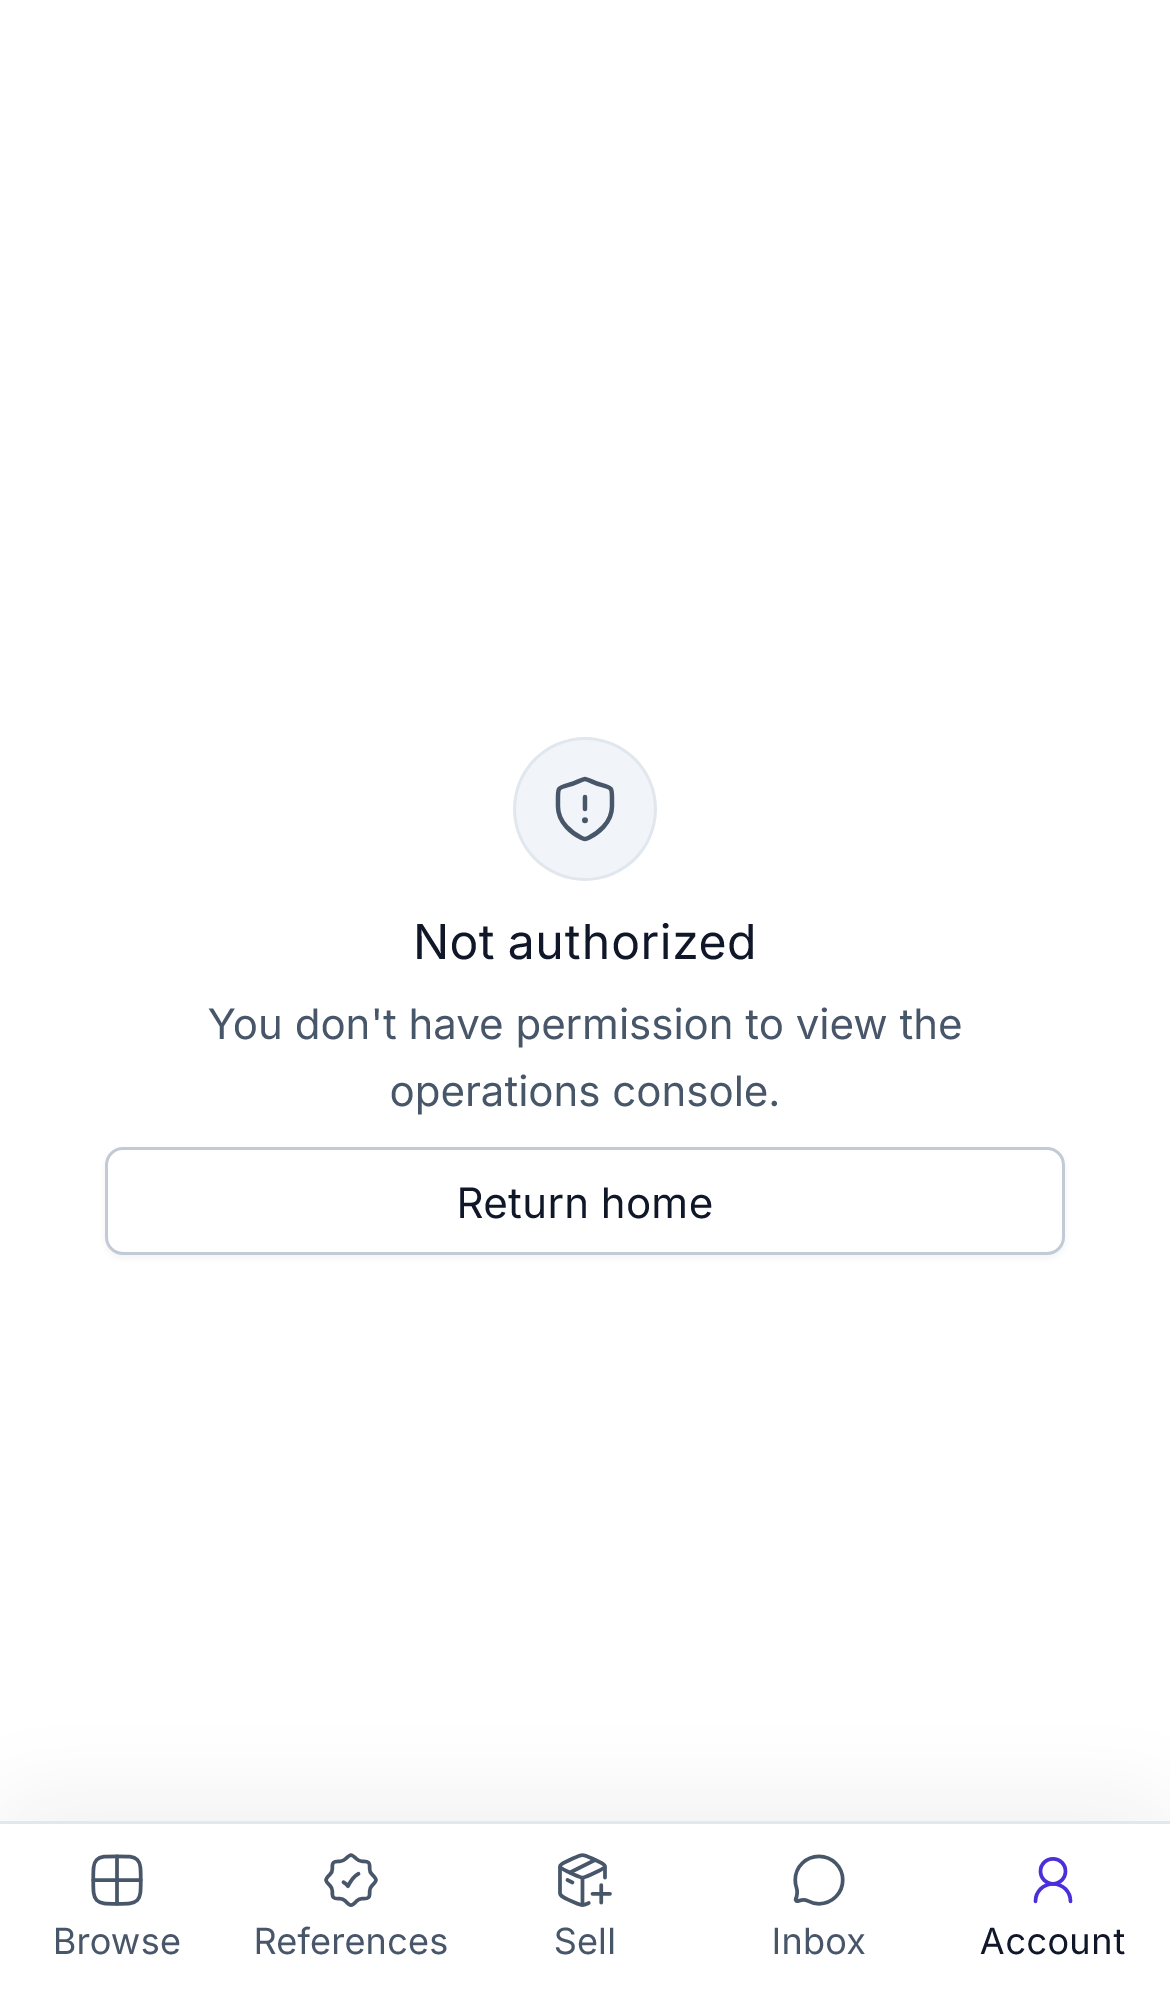 Not authorized
You don't have permission to view the
operations console.
Return home
Browse
References
Sell
Inbox
Account